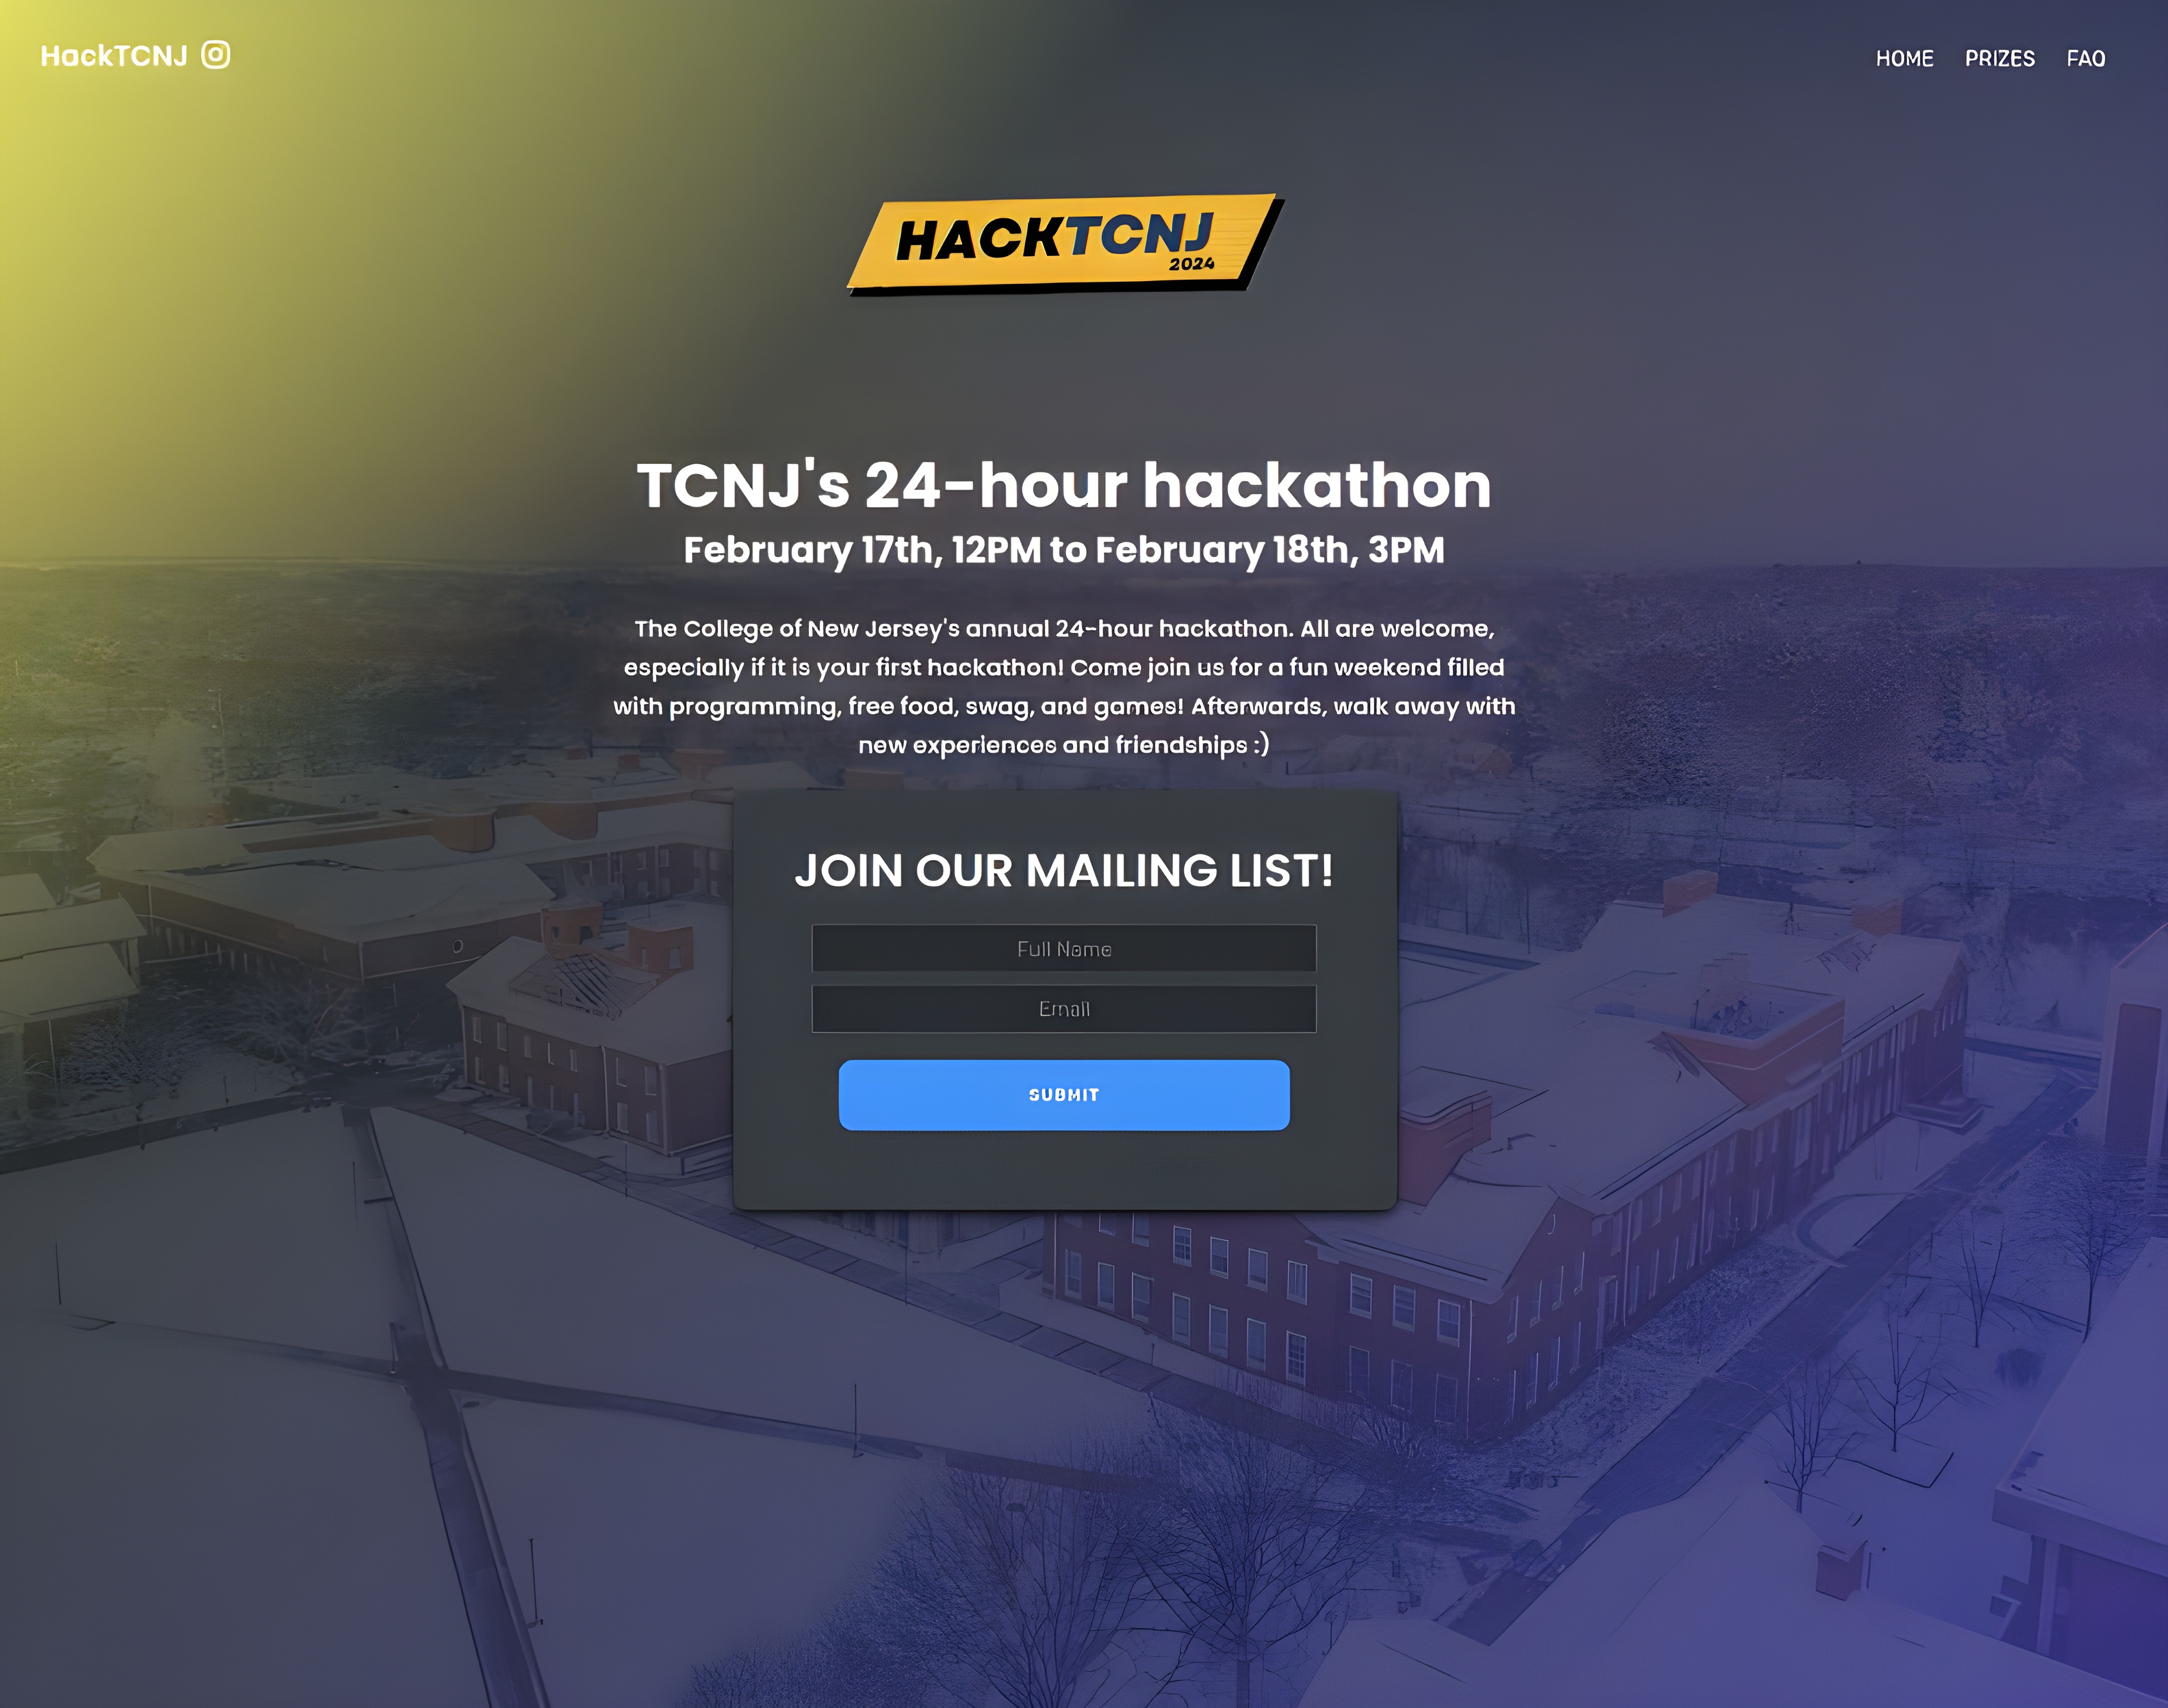 HackTCNJ
HOME PRIZES FAQ
HACKTCNJ
2024
TCNJ's 24-hour hackathon
February 17th, 12PM to February 18th, 3PM
The College of New Jersey's annual 24-hour hackathon. All are welcome,
especially if it is your first hackathon! Come join us for a fun weekend filled
with programming, free food, swag, and games! Afterwards, walk away with
new experiences and friendships :)
JOIN OUR MAILING LIST!
Full Name
Email
SUBMIT